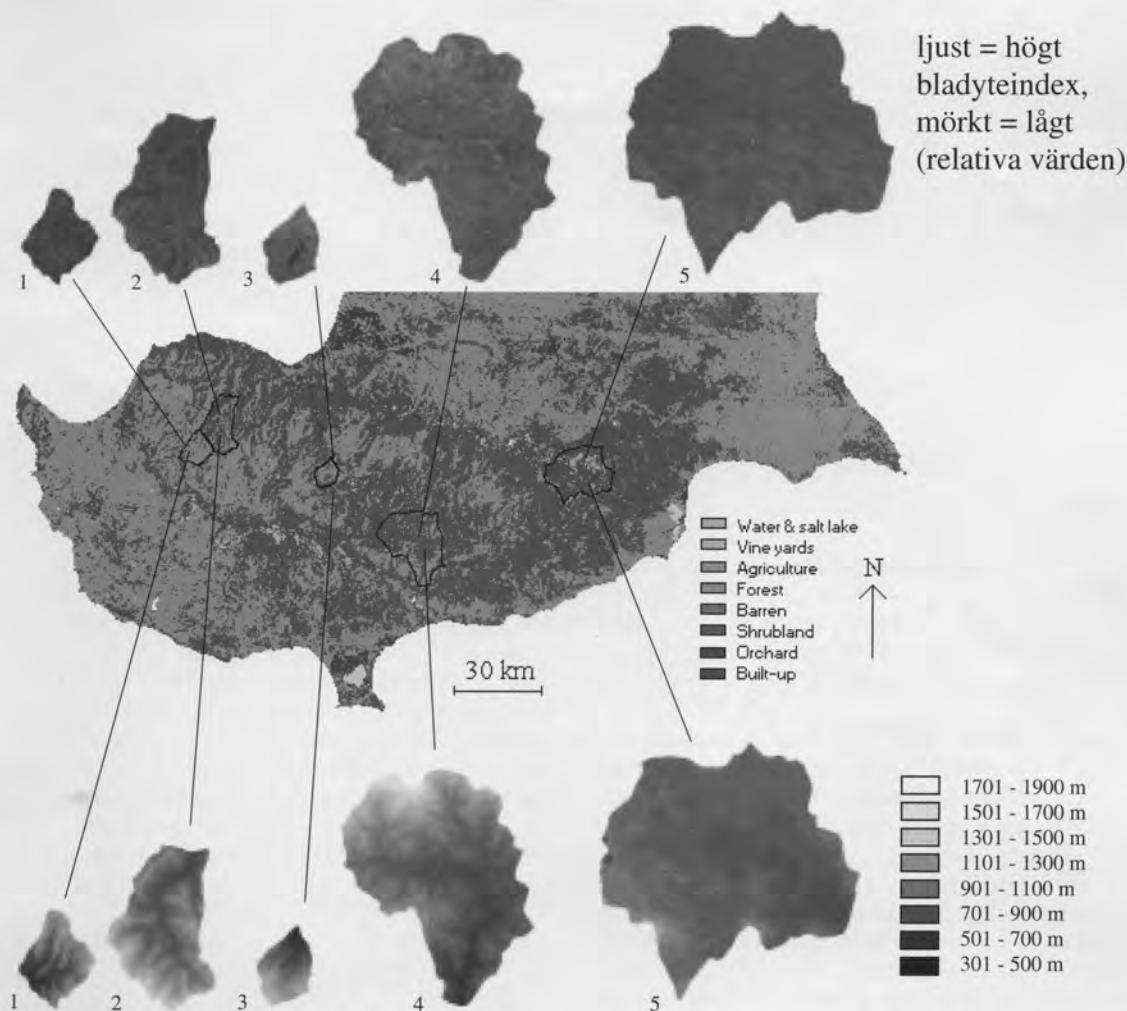 ljust = högt
bladyteindex,
mörkt = lågt
(relativa värden)
1
2
3
4
5
Water & salt lake
Vine yards
Agriculture
Forest
Barren
Shrubland
Orchard
Built-up
N
30 km
1701 - 1900 m
1501 - 1700 m
1301 - 1500 m
1101 - 1300 m
901 - 1100 m
701 - 900 m
501 - 700 m
301 - 500 m
1
2
3
4
5